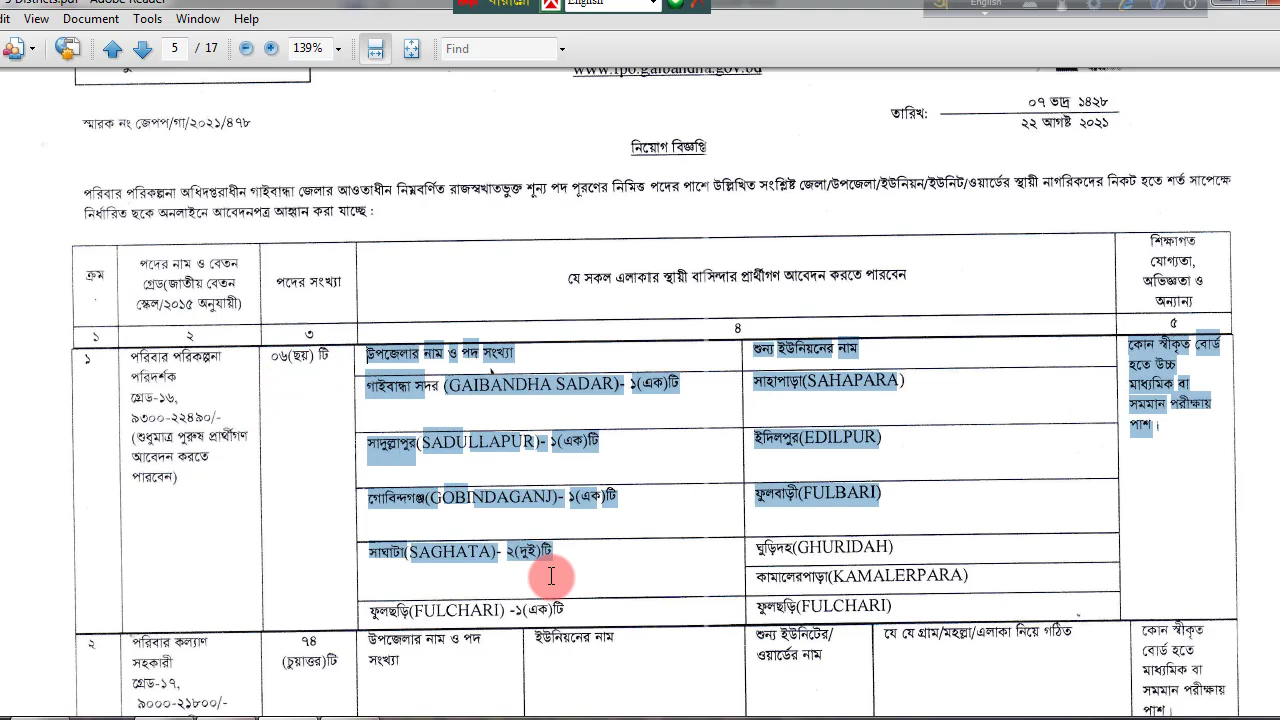 5 Districts.pdf - Adobe Reader
English
English
dit View Document Tools Window Help
5 / 17 139% Find
www.fpo.gaibandha.gov.bd
স্মারক নং জেপপ/গা/২০২১/৪৭৮
তারিখ: ০৭ ভাদ্র ১৪২৮
২২ আগষ্ট ২০২১
নিয়োগ বিজ্ঞপ্তি
পরিবার পরিকল্পনা অধিদপ্তরাধীন গাইবান্ধা জেলার আওতাধীন নিম্নবর্ণিত রাজস্বখাতভুক্ত শূন্য পদ পূরণের নিমিত্ত পদের পাশে উল্লিখিত সংশ্লিষ্ট জেলা/উপজেলা/ইউনিয়ন/ইউনিট/ওয়ার্ডের স্থায়ী নাগরিকদের নিকট হতে শর্ত সাপেক্ষে
নির্ধারিত ছকে অনলাইনে আবেদনপত্র আহ্বান করা যাচ্ছে :
ক্রম
পদের নাম ও বেতন
গ্রেড(জাতীয় বেতন
স্কেল/২০১৫ অনুযায়ী)
পদের সংখ্যা
যে সকল এলাকার স্থায়ী বাসিন্দার প্রার্থীগণ আবেদন করতে পারবেন
শিক্ষাগত
যোগ্যতা,
অভিজ্ঞতা ও
অন্যান্য
১ ২ ৩ ৪ ৫
১
পরিবার পরিকল্পনা
পরিদর্শক
গ্রেড-১৬,
৯৩০০-২২৪৯০/-
(শুধুমাত্র পুরুষ প্রার্থীগণ
আবেদন করতে
পারবেন)
০৬(ছয়) টি
উপজেলার নাম ও পদ সংখ্যা
শুন্য ইউনিয়নের নাম
গাইবান্ধা সদর (GAIBANDHA SADAR)- ১(এক)টি
সাহাপাড়া(SAHAPARA)
সাদুল্লাপুর(SADULLAPUR)- ১(এক)টি
ইদিলপুর(EDILPUR)
গোবিন্দগঞ্জ(GOBINDAGANJ)- ১(এক)টি
ফুলবাড়ী(FULBARI)
সাঘাটা(SAGHATA)- ২(দুই)টি
ঘুড়িদহ(GHURIDAH)
কামালেরপাড়া(KAMALERPARA)
ফুলছড়ি(FULCHARI) -১(এক)টি
ফুলছড়ি(FULCHARI)
কোন স্বীকৃত বোর্ড
হতে উচ্চ
মাধ্যমিক বা
সমমান পরীক্ষায়
পাশ।
২
পরিবার কল্যাণ
সহকারী
গ্রেড-১৭,
৯০০০-২১৮০০/-
৭৪
(চুয়াত্তর)টি
উপজেলার নাম ও পদ
সংখ্যা
ইউনিয়নের নাম
শুন্য ইউনিটের/
ওয়ার্ডের নাম
যে যে গ্রাম/মহল্লা/এলাকা নিয়ে গঠিত
কোন স্বীকৃত
বোর্ড হতে
মাধ্যমিক বা
সমমান পরীক্ষায়
পাশ।